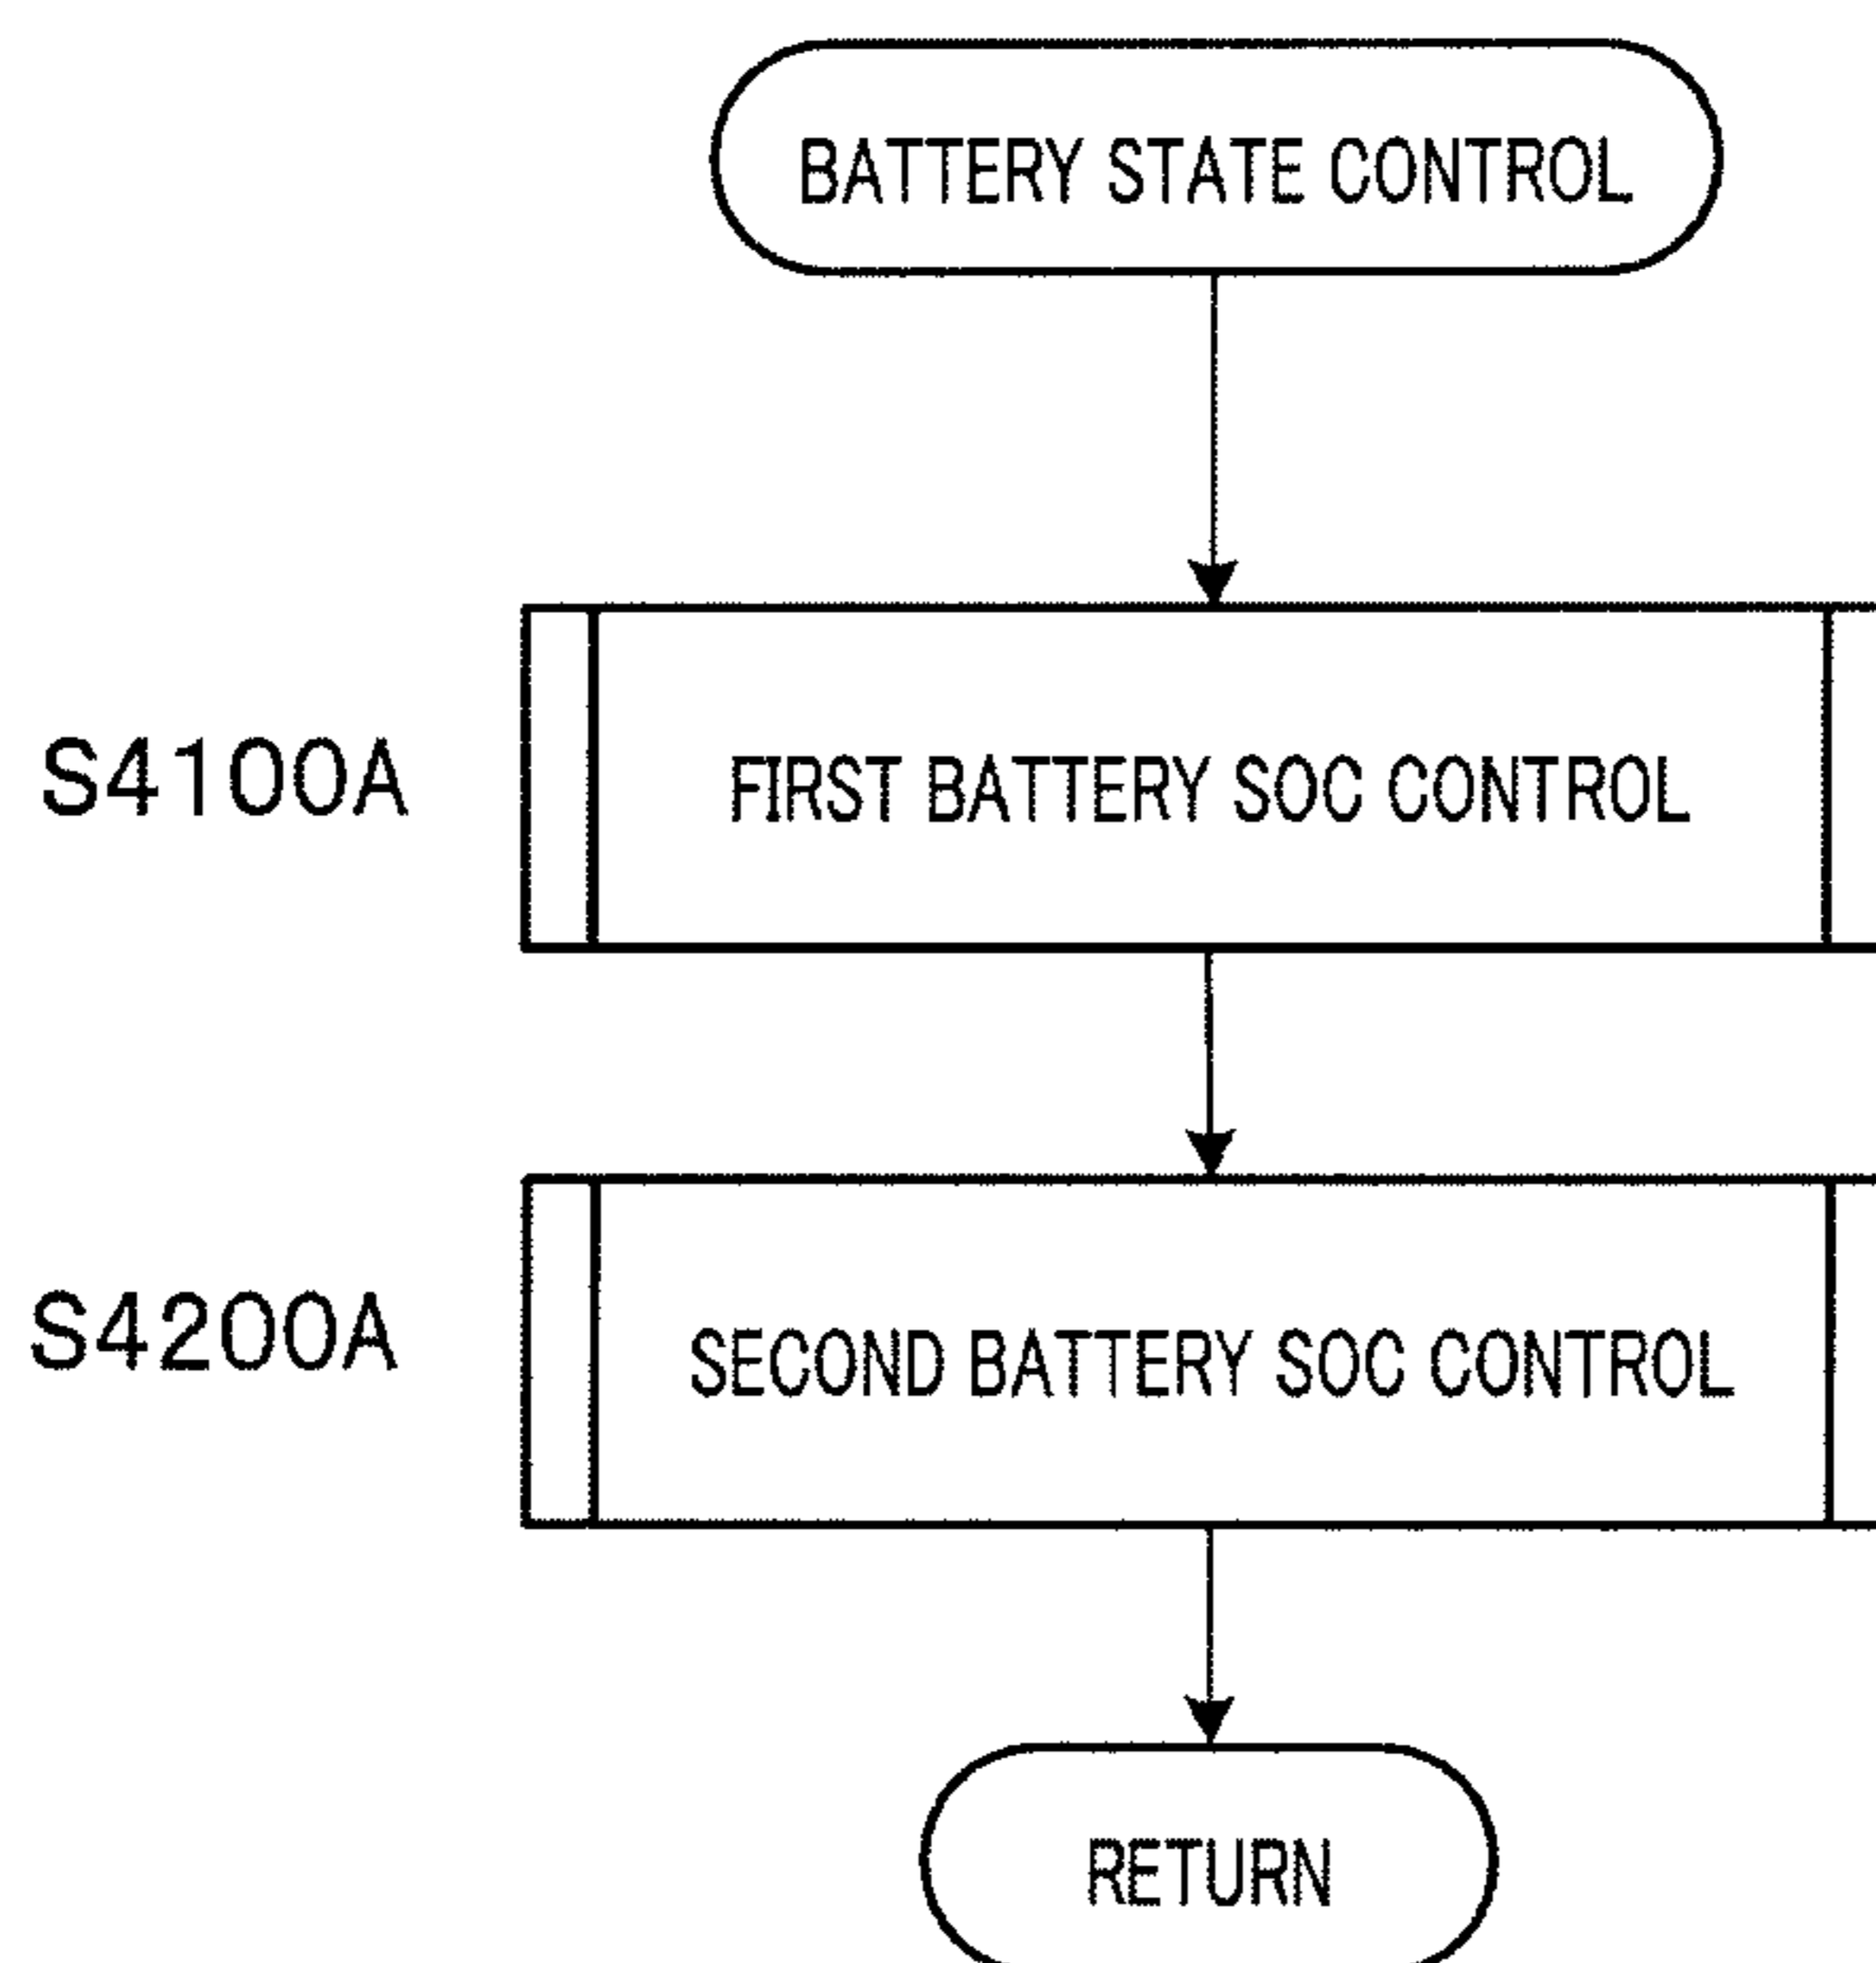 BATTERY STATE CONTROL
S4100A
FIRST BATTERY SOC CONTROL
S4200A
SECOND BATTERY SOC CONTROL
RETURN